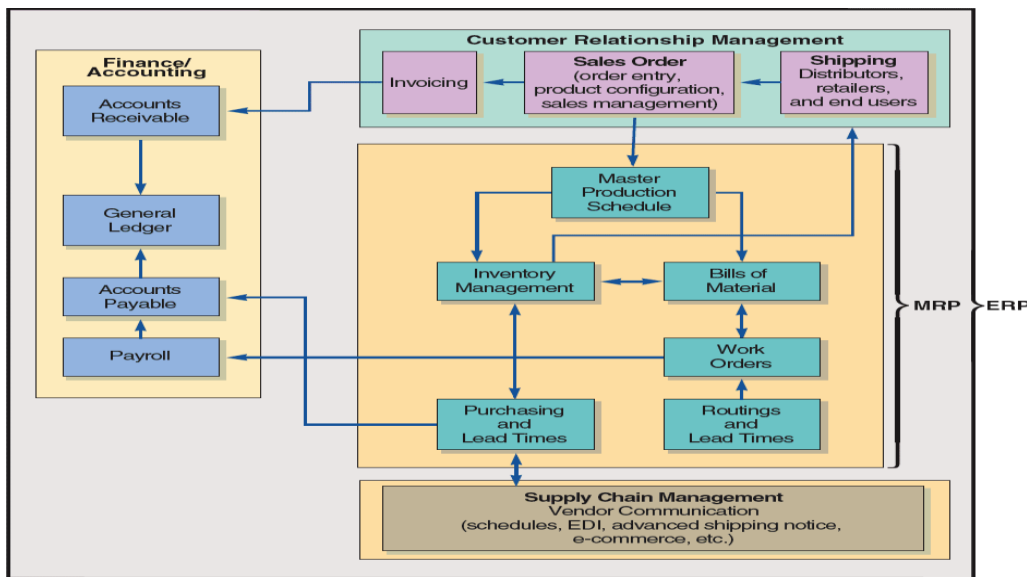 Customer Relationship Management
Finance/
Accounting
Accounts
Receivable
Invoicing
Sales Order
(order entry,
product configuration,
sales management)
Shipping
Distributors,
retailers,
and end users
Master
Production
Schedule
General
Ledger
Inventory
Management
Bills of
Material
Accounts
Payable
MRP
ERP
Payroll
Work
Orders
Purchasing
and
Lead Times
Routings
and
Lead Times
Supply Chain Management
Vendor Communication
(schedules, EDI, advanced shipping notice,
e-commerce, etc.)